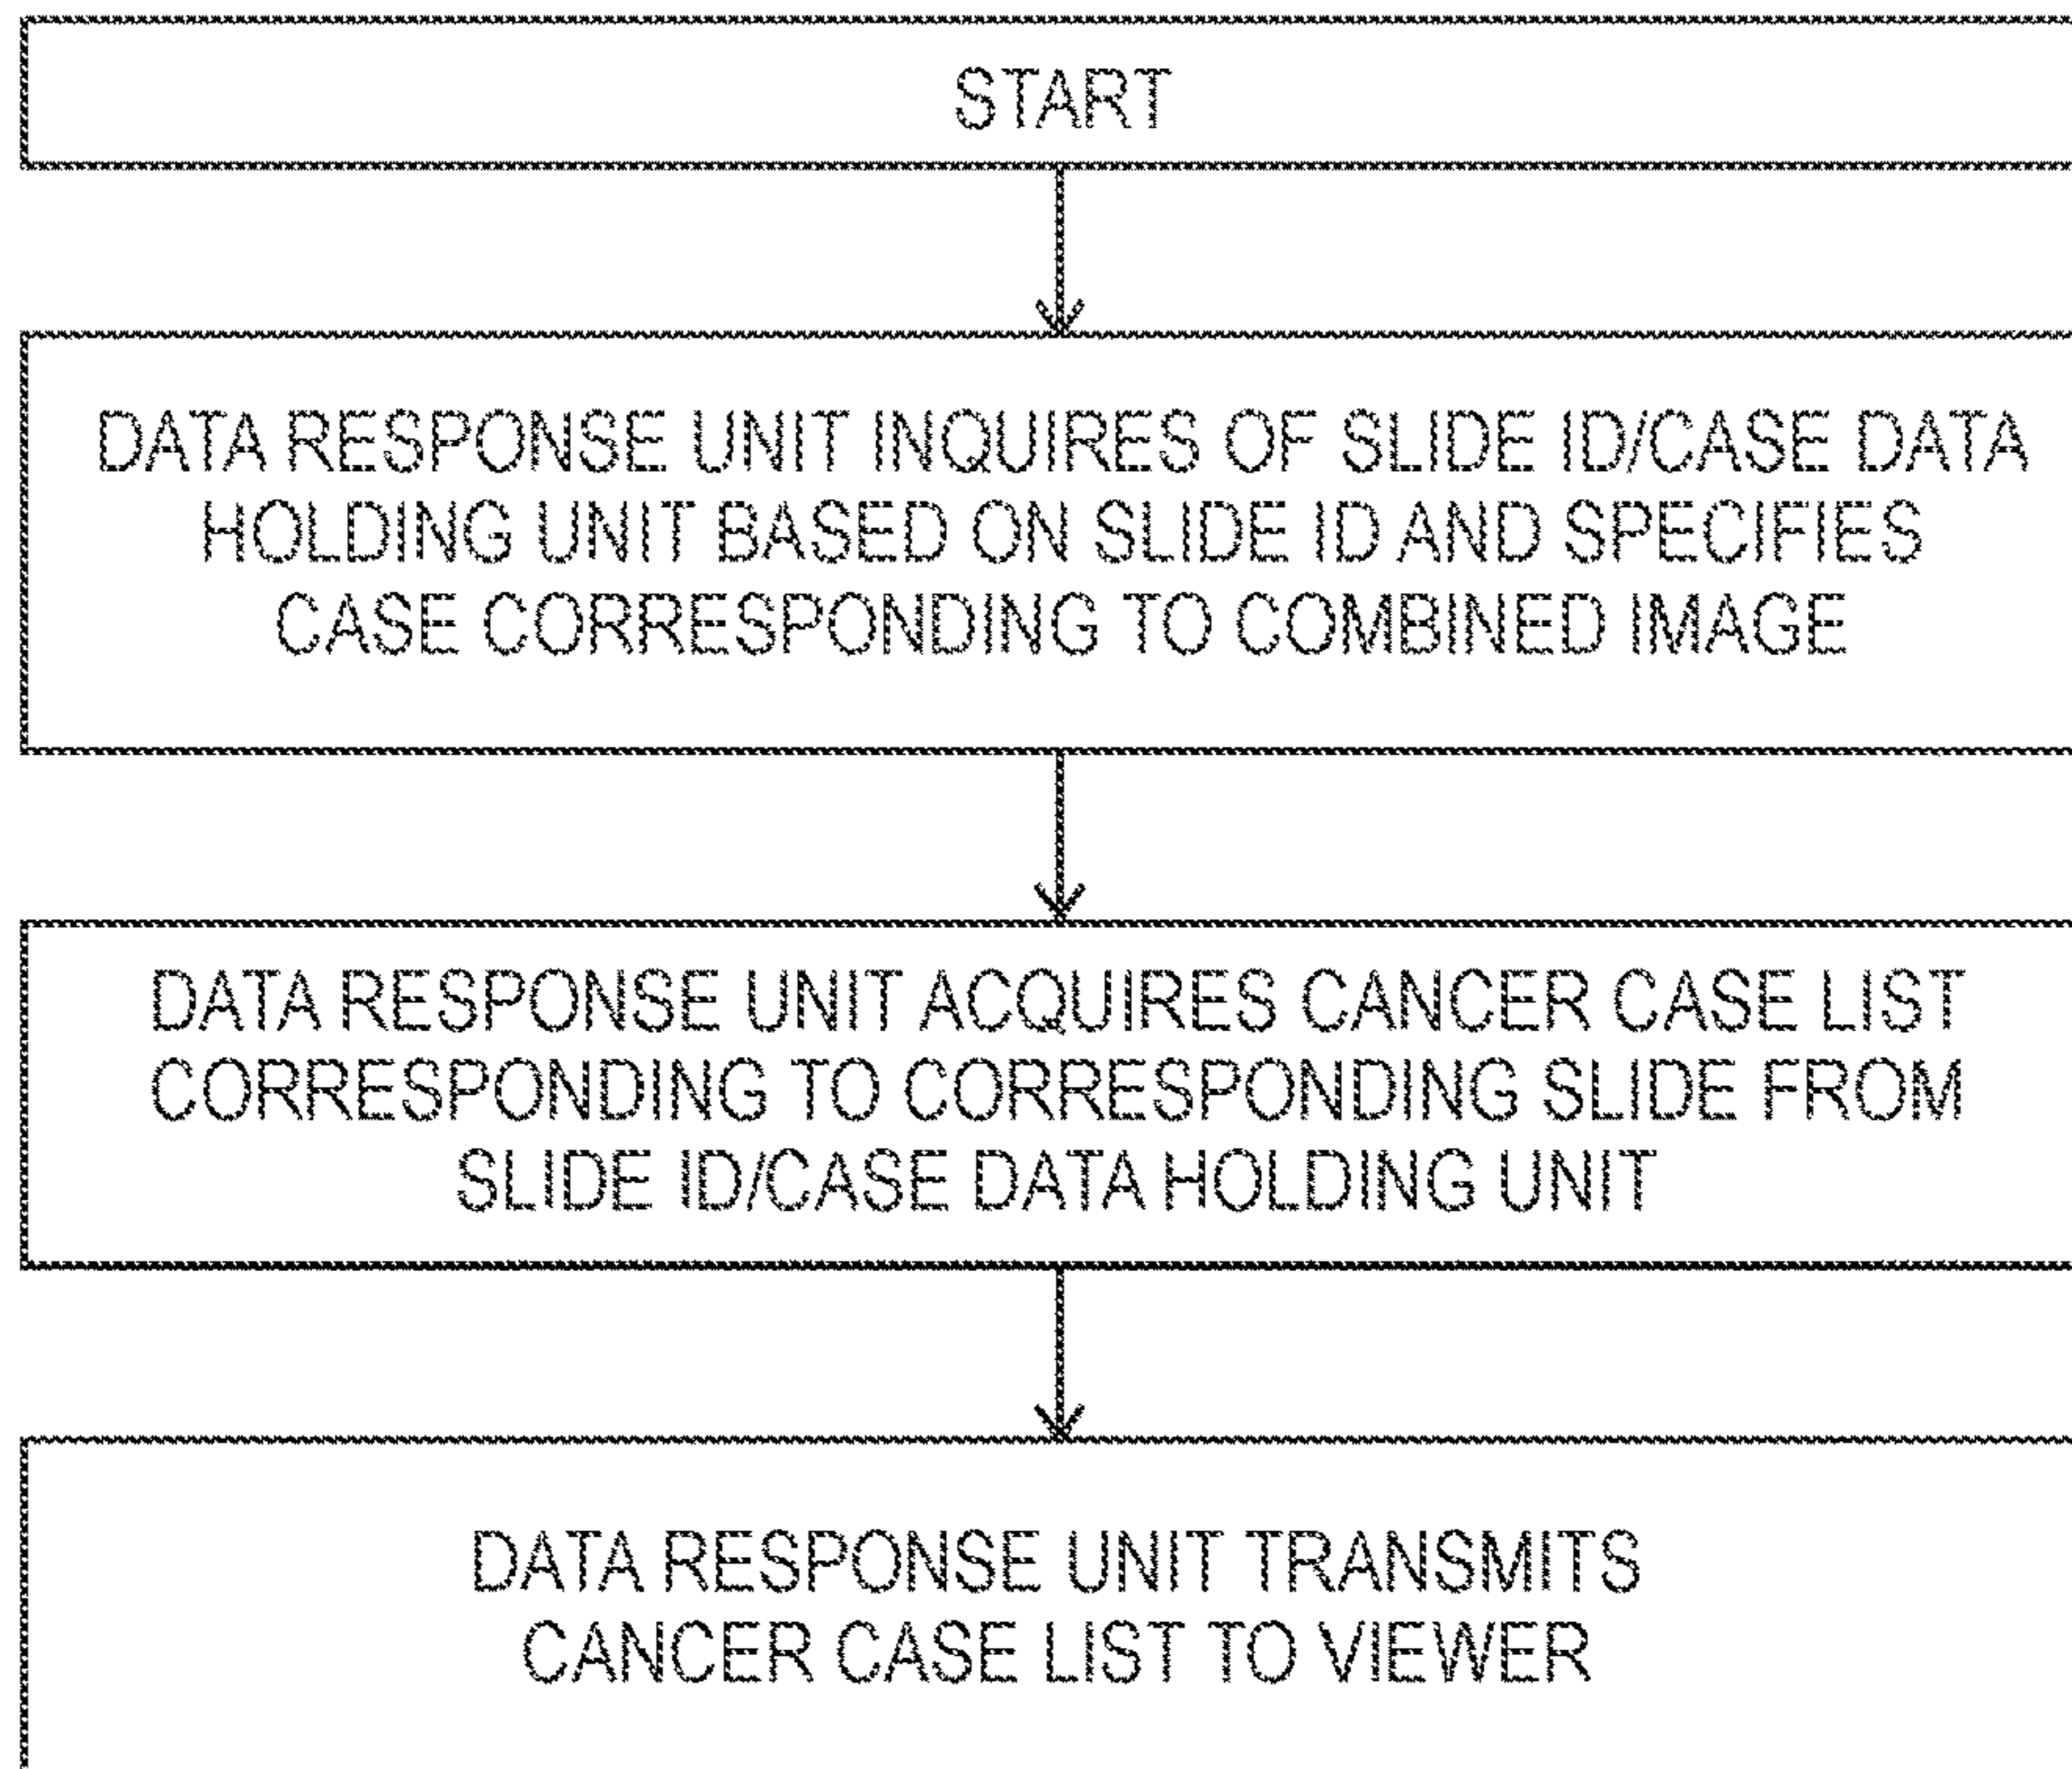 START
DATA RESPONSE UNIT INQUIRES OF SLIDE ID/CASE DATA
HOLDING UNIT BASED ON SLIDE ID AND SPECIFIES
CASE CORRESPONDING TO COMBINED IMAGE
DATA RESPONSE UNIT ACQUIRES CANCER CASE LIST
CORRESPONDING TO CORRESPONDING SLIDE FROM
SLIDE ID/CASE DATA HOLDING UNIT
DATA RESPONSE UNIT TRANSMITS
CANCER CASE LIST TO VIEWER